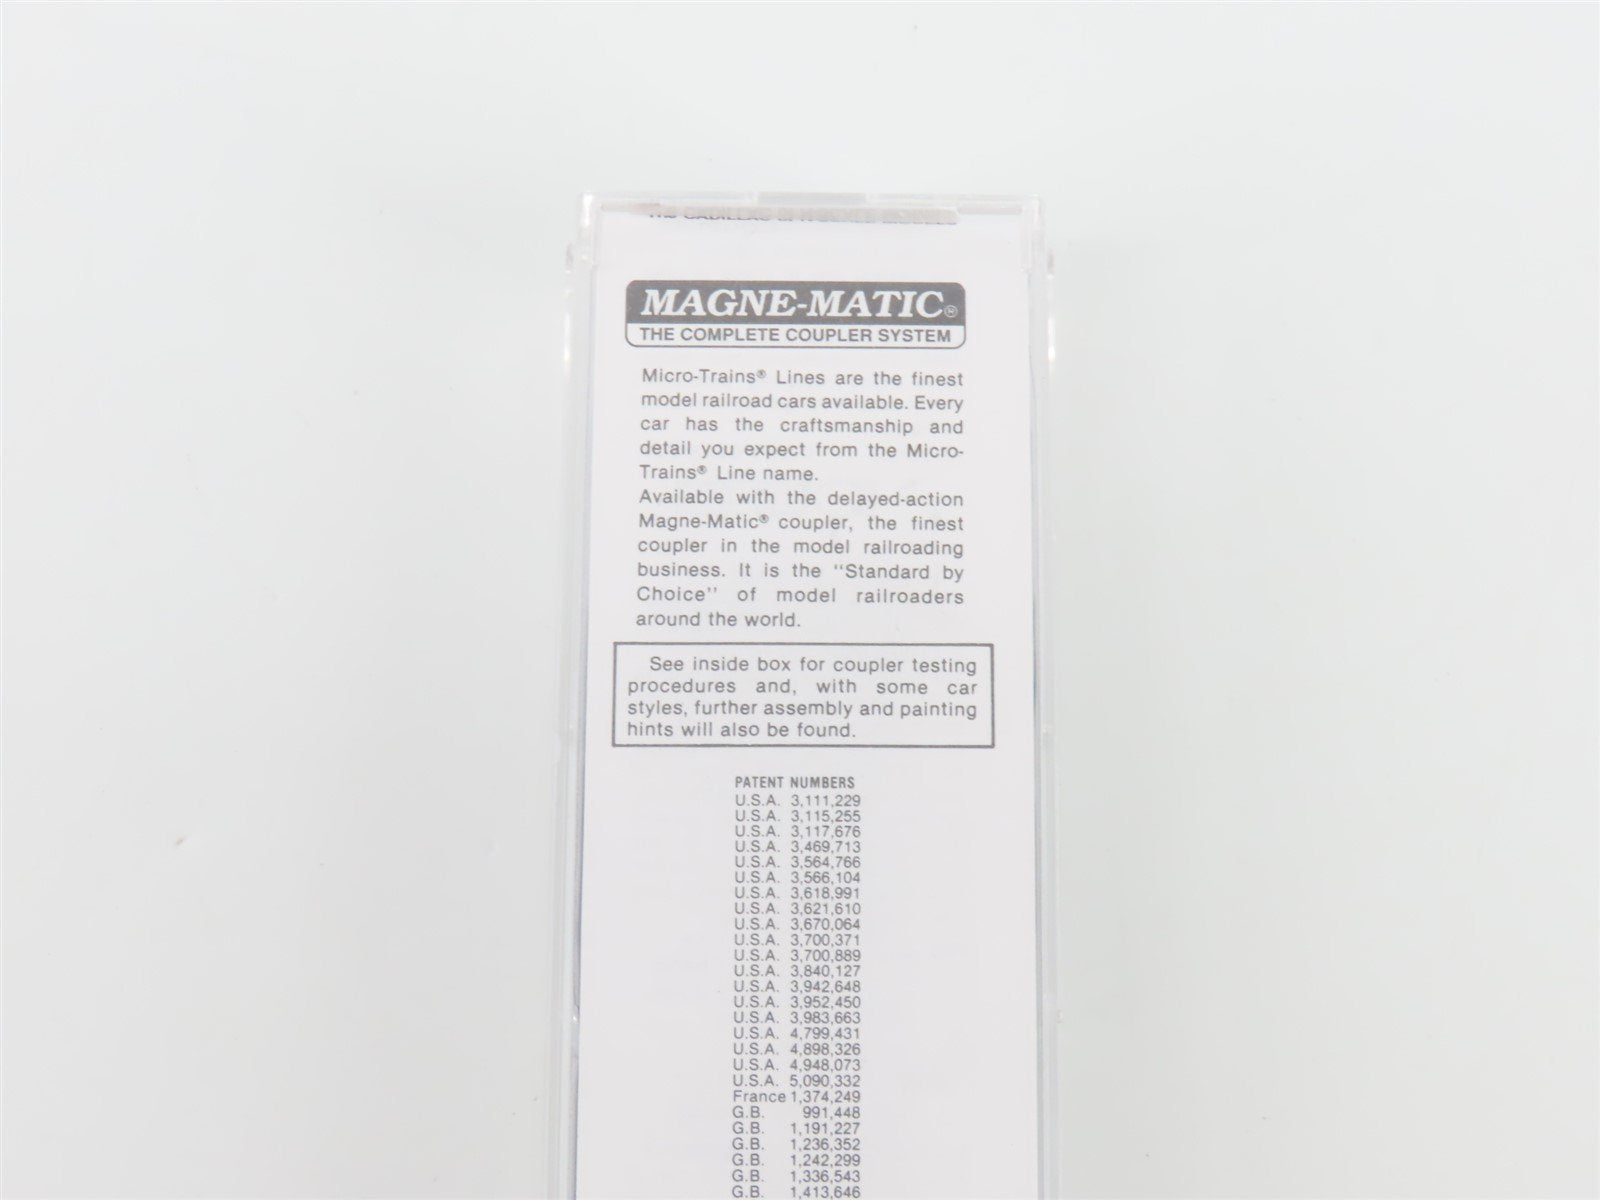 THE CADILLAC OF
MAGNE-MATIC®
THE COMPLETE COUPLER SYSTEM
Micro-Trains® Lines are the finest
model railroad cars available. Every
car has the craftsmanship and
detail you expect from the Micro-
Trains® Line name.
Available with the delayed-action
Magne-Matic® coupler, the finest
coupler in the model railroading
business. It is the "Standard by
Choice" of model railroaders
around the world.
See inside box for coupler testing
procedures and, with some car
styles, further assembly and painting
hints will also be found.
PATENT NUMBERS
U.S.A. 3,111,229
U.S.A. 3,115,255
U.S.A. 3,117,676
U.S.A. 3,469,713
U.S.A. 3,564,766
U.S.A. 3,566,104
U.S.A. 3,618,991
U.S.A. 3,621,610
U.S.A. 3,670,064
U.S.A. 3,700,371
U.S.A. 3,700,889
U.S.A. 3,840,127
U.S.A. 3,942,648
U.S.A. 3,952,450
U.S.A. 3,983,663
U.S.A. 4,799,431
U.S.A. 4,898,326
U.S.A. 4,948,073
U.S.A. 5,090,332
France 1,374,249
G.B. 991,448
G.B. 1,191,227
G.B. 1,236,352
G.B. 1,242,299
G.B. 1,336,543
G.B. 1,413,646